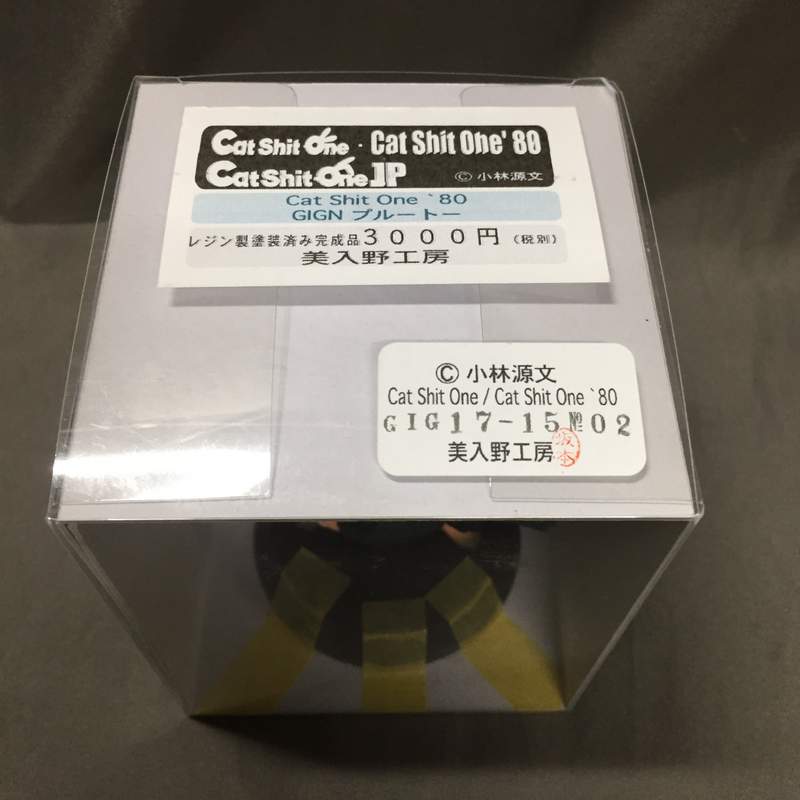 Cat Shit One · Cat Shit One' 80
Cat Shit One JP © 小林源文
Cat Shit One `80
GIGN プルートー
レジン製塗装済み完成品 3000円 (税別)
美入野工房
© 小林源文
Cat Shit One / Cat Shit One `80
GIG17-15 № 02
美入野工房